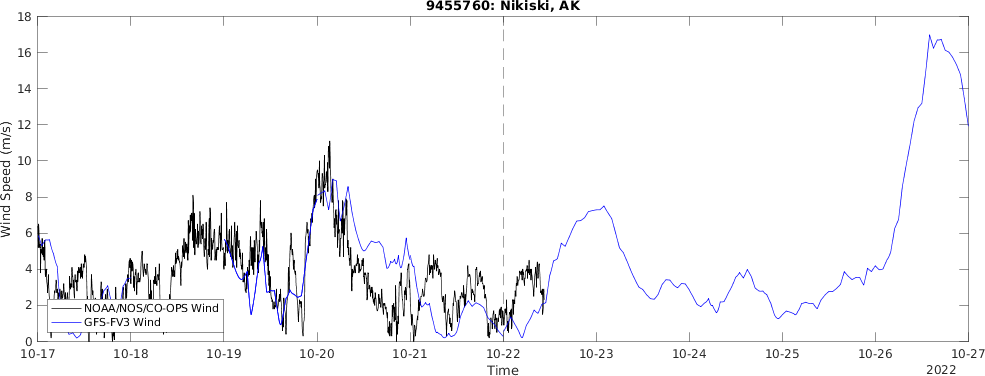 9455760: Nikiski, AK
18
16
14
12
10
8
6
4
2
0
Wind Speed (m/s)
NOAA/NOS/CO-OPS Wind
GFS-FV3 Wind
10-17 10-18 10-19 10-20 10-21 10-22 10-23 10-24 10-25 10-26 10-27
Time
2022